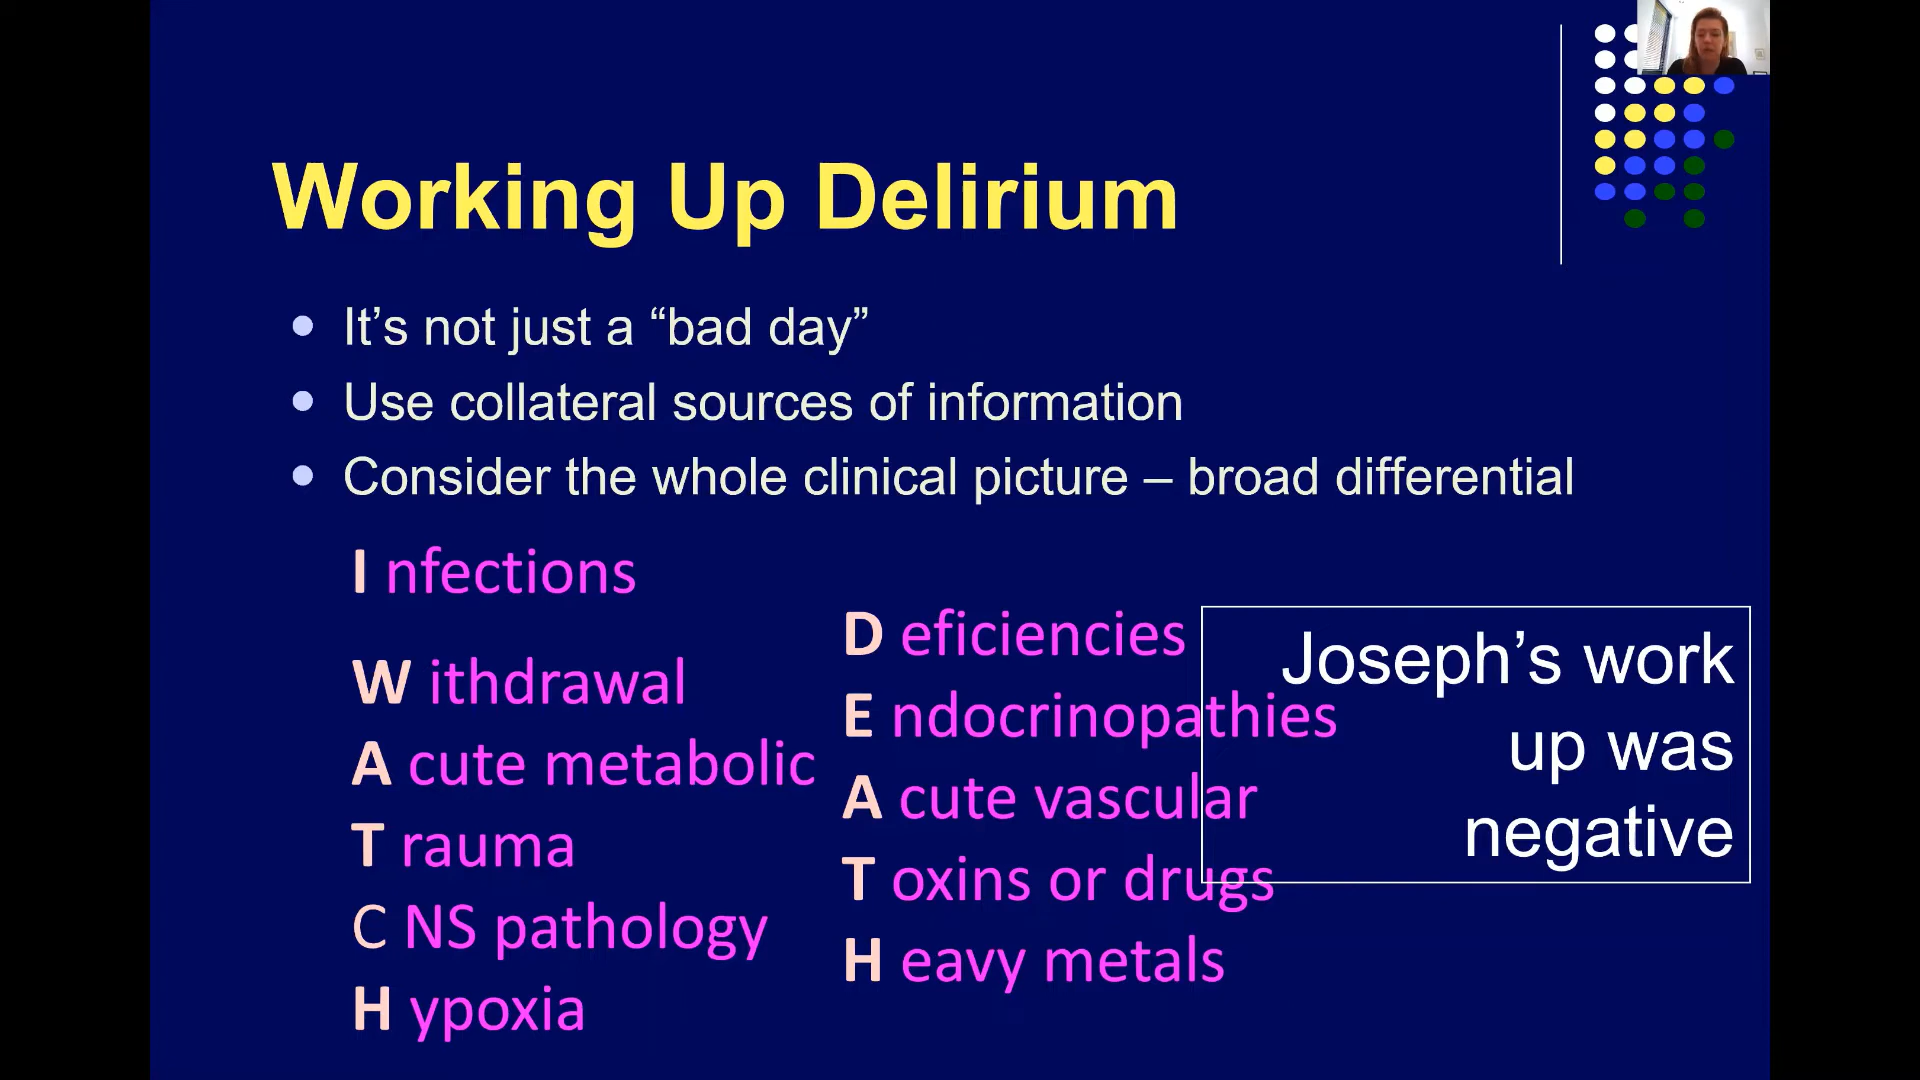 Working Up Delirium
It’s not just a “bad day”
Use collateral sources of information
Consider the whole clinical picture – broad differential
I nfections
W ithdrawal
A cute metabolic
T rauma
C NS pathology
H ypoxia
D eficiencies
E ndocrinopathies
A cute vascular
T oxins or drugs
H eavy metals
Joseph’s work
up was
negative